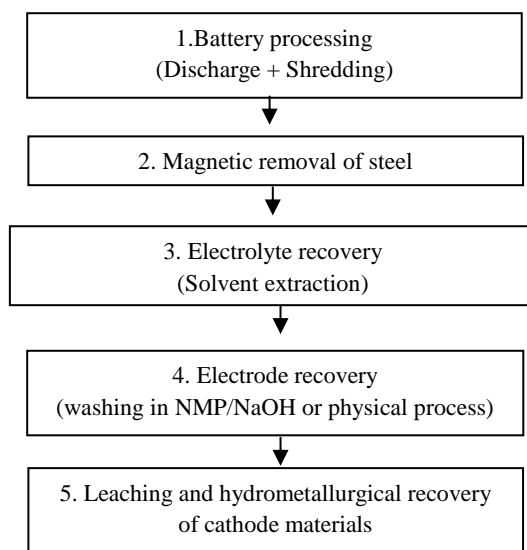 1.Battery processing
(Discharge + Shredding)
2. Magnetic removal of steel
3. Electrolyte recovery
(Solvent extraction)
4. Electrode recovery
(washing in NMP/NaOH or physical process)
5. Leaching and hydrometallurgical recovery
of cathode materials